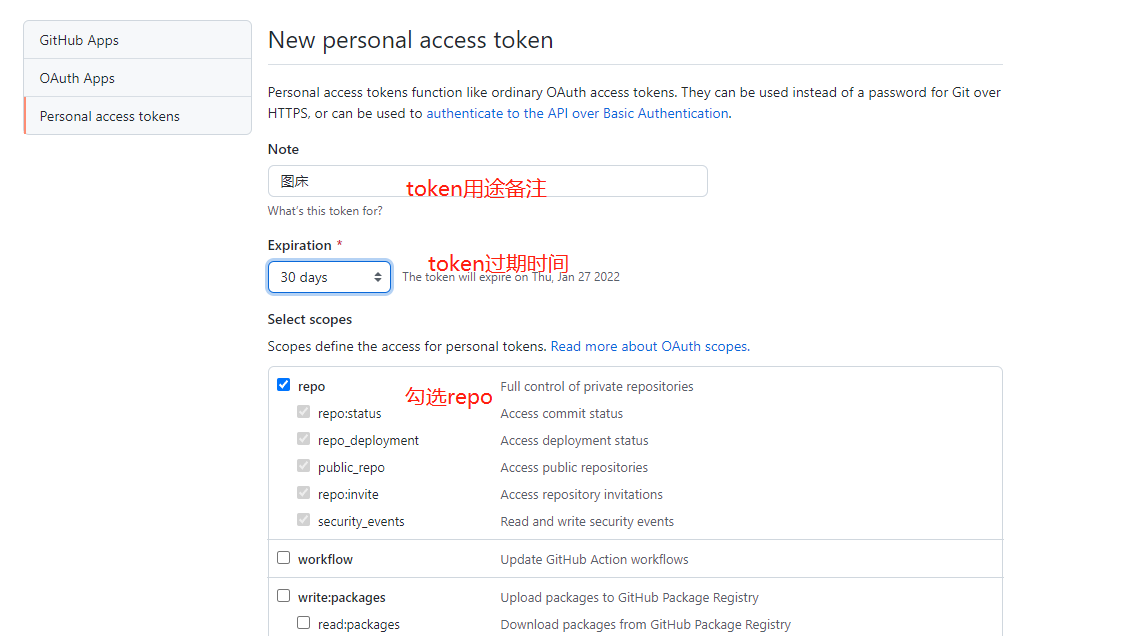 GitHub Apps
OAuth Apps
Personal access tokens
New personal access token
Personal access tokens function like ordinary OAuth access tokens. They can be used instead of a password for Git over
HTTPS, or can be used to authenticate to the API over Basic Authentication.
Note
图床
token用途备注
What's this token for?
Expiration *
token过期时间
30 days
The token will expire on Thu, Jan 27 2022
Select scopes
Scopes define the access for personal tokens. Read more about OAuth scopes.
repo 勾选repo Full control of private repositories
repo:status Access commit status
repo_deployment Access deployment status
public_repo Access public repositories
repo:invite Access repository invitations
security_events Read and write security events
workflow Update GitHub Action workflows
write:packages Upload packages to GitHub Package Registry
read:packages Download packages from GitHub Package Registry